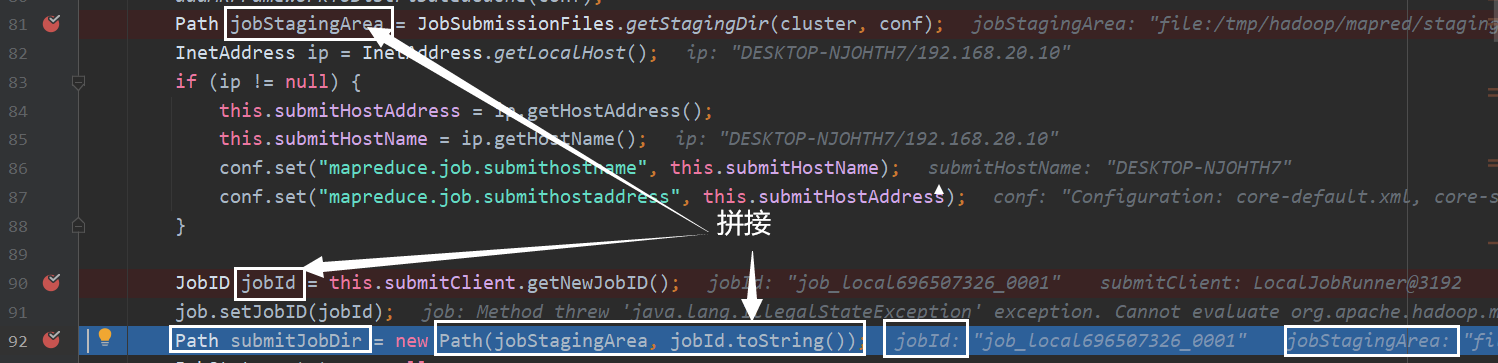 81 Path jobStagingArea = JobSubmissionFiles.getStagingDir(cluster, conf); jobStagingArea: "file:/tmp/hadoop/mapred/staging
82 InetAddress ip = InetAddress.getLocalHost(); ip: "DESKTOP-NJOHTH7/192.168.20.10"
83 if (ip != null) {
84 this.submitHostAddress = ip.getHostAddress();
85 this.submitHostName = ip.getHostName(); ip: "DESKTOP-NJOHTH7/192.168.20.10"
86 conf.set("mapreduce.job.submithostname", this.submitHostName); submitHostName: "DESKTOP-NJOHTH7"
87 conf.set("mapreduce.job.submithostaddress", this.submitHostAddress); conf: "Configuration: core-default.xml, core-s
88 }
拼接
89
90 JobID jobId = this.submitClient.getNewJobID(); jobId: "job_local696507326_0001" submitClient: LocalJobRunner@3192
91 job.setJobID(jobId); job: Method threw 'java.lang.IllegalStateException' exception. Cannot evaluate org.apache.hadoop.m
92 Path submitJobDir = new Path(jobStagingArea, jobId.toString()); jobId: "job_local696507326_0001" jobStagingArea: "fi